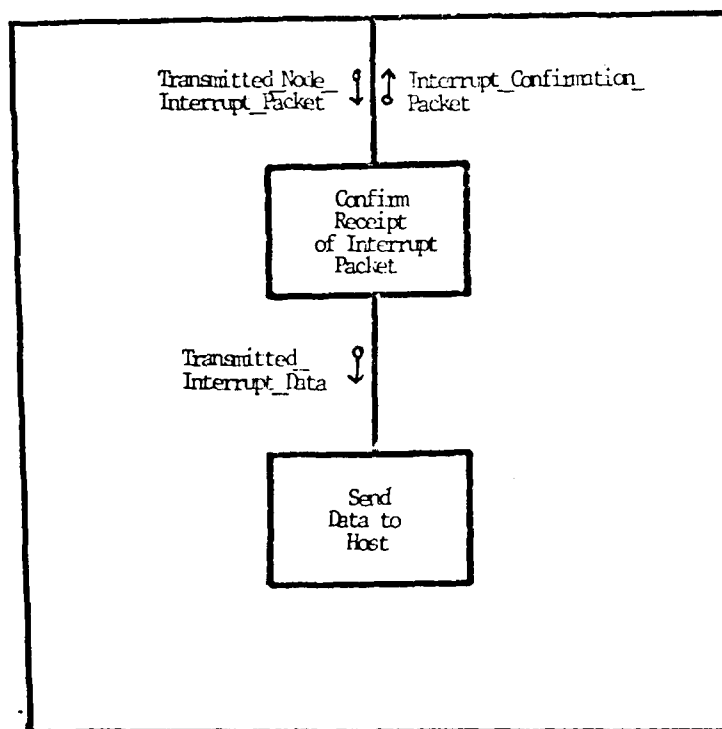 Transmitted_Node_
Interrupt_Packet
Interrupt_Confirmation_
Packet
Confirm
Receipt
of Interrupt
Packet
Transmitted_
Interrupt_Data
Send
Data to
Host